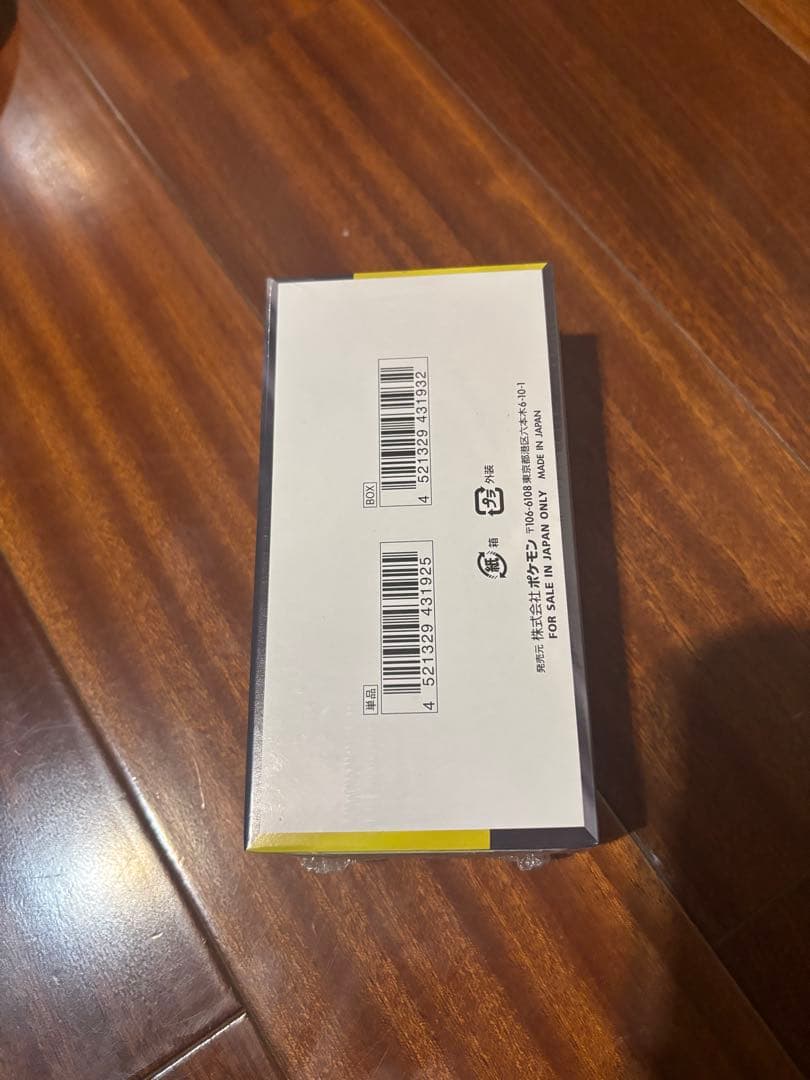 単品
4 521329 431925
BOX
4 521329 431932
紙 箱
プラ 外装
発売元 株式会社ポケモン 〒106-6108 東京都港区六本木6-10-1
FOR SALE IN JAPAN ONLY MADE IN JAPAN